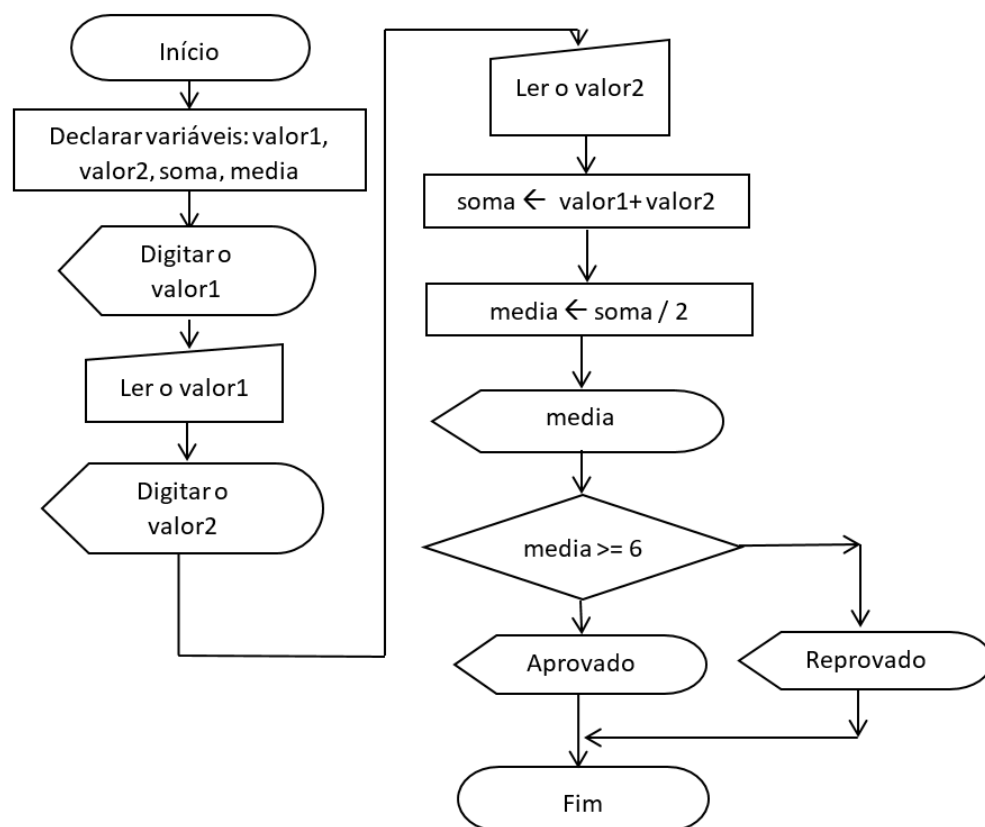 Início
Declarar variáveis: valor1,
valor2, soma, media
Digitar o
valor1
Ler o valor1
Digitar o
valor2
Ler o valor2
soma ← valor1+ valor2
media ← soma / 2
media
media >= 6
Aprovado
Reprovado
Fim